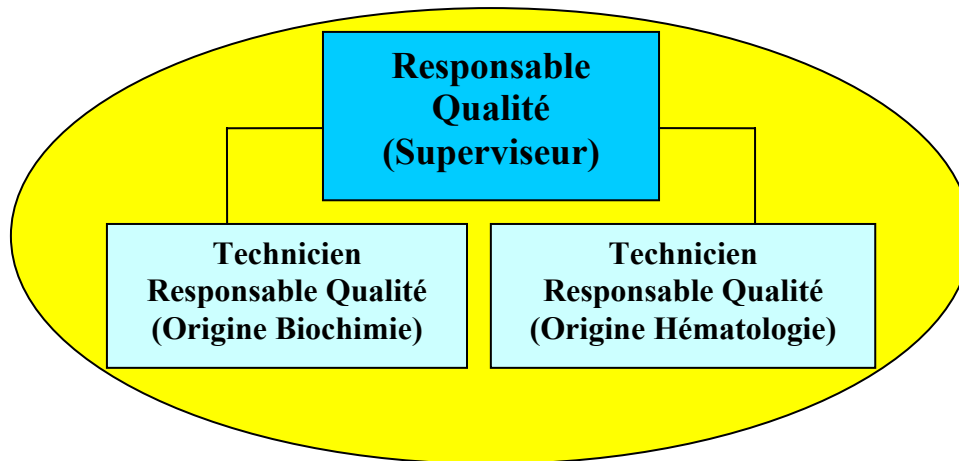 Responsable
Qualité
(Superviseur)
Technicien
Responsable Qualité
(Origine Biochimie)
Technicien
Responsable Qualité
(Origine Hématologie)